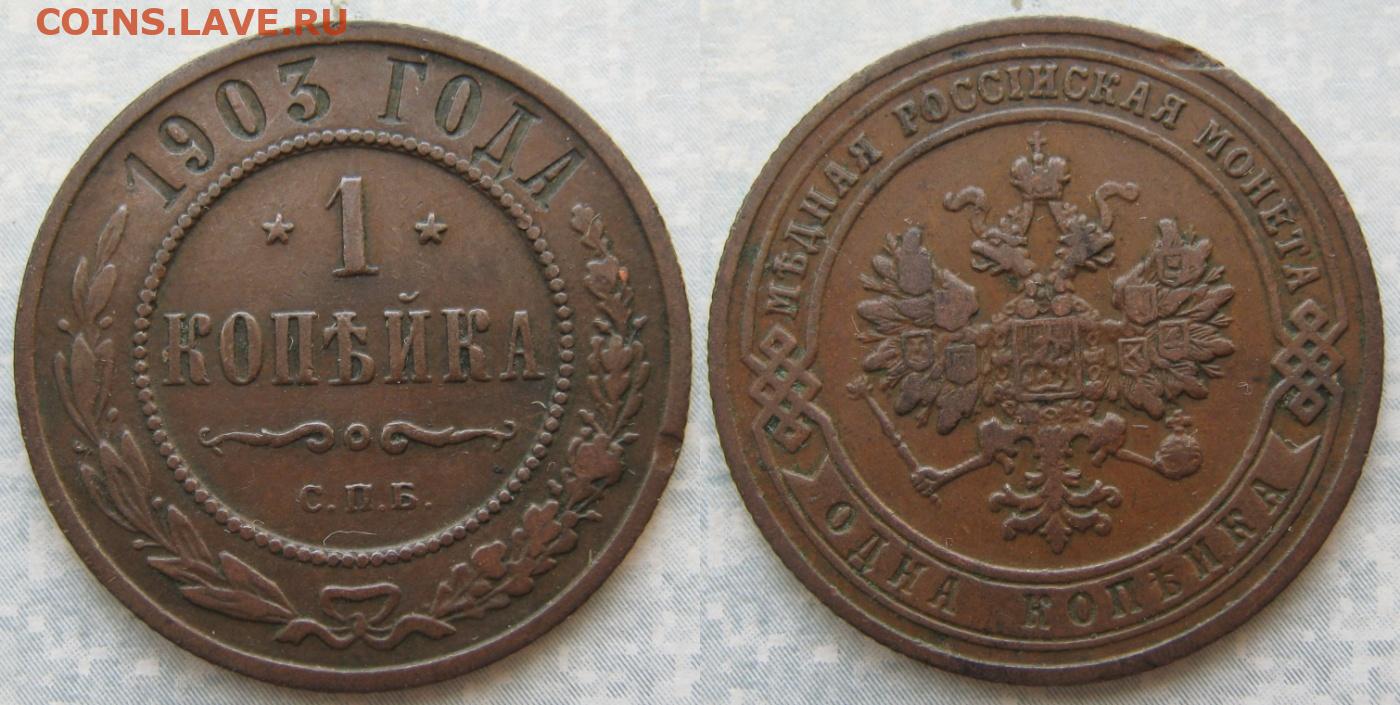 COINS.LAVE.RU
1903 ГОДА
1
КОПѢЙКА
С.П.Б.
МѢДНАЯ РОССІЙСКАЯ МОНЕТА
ОДНА КОПѢЙКА